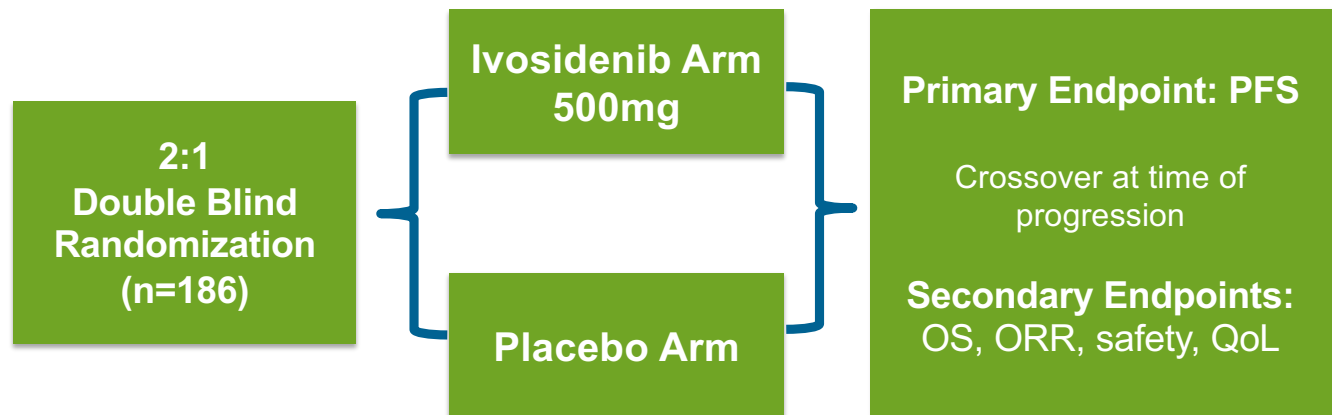 2:1
Double Blind
Randomization
(n=186)
Ivosidenib Arm
500mg
Placebo Arm
Primary Endpoint: PFS
Crossover at time of
progression
Secondary Endpoints:
OS, ORR, safety, QoL